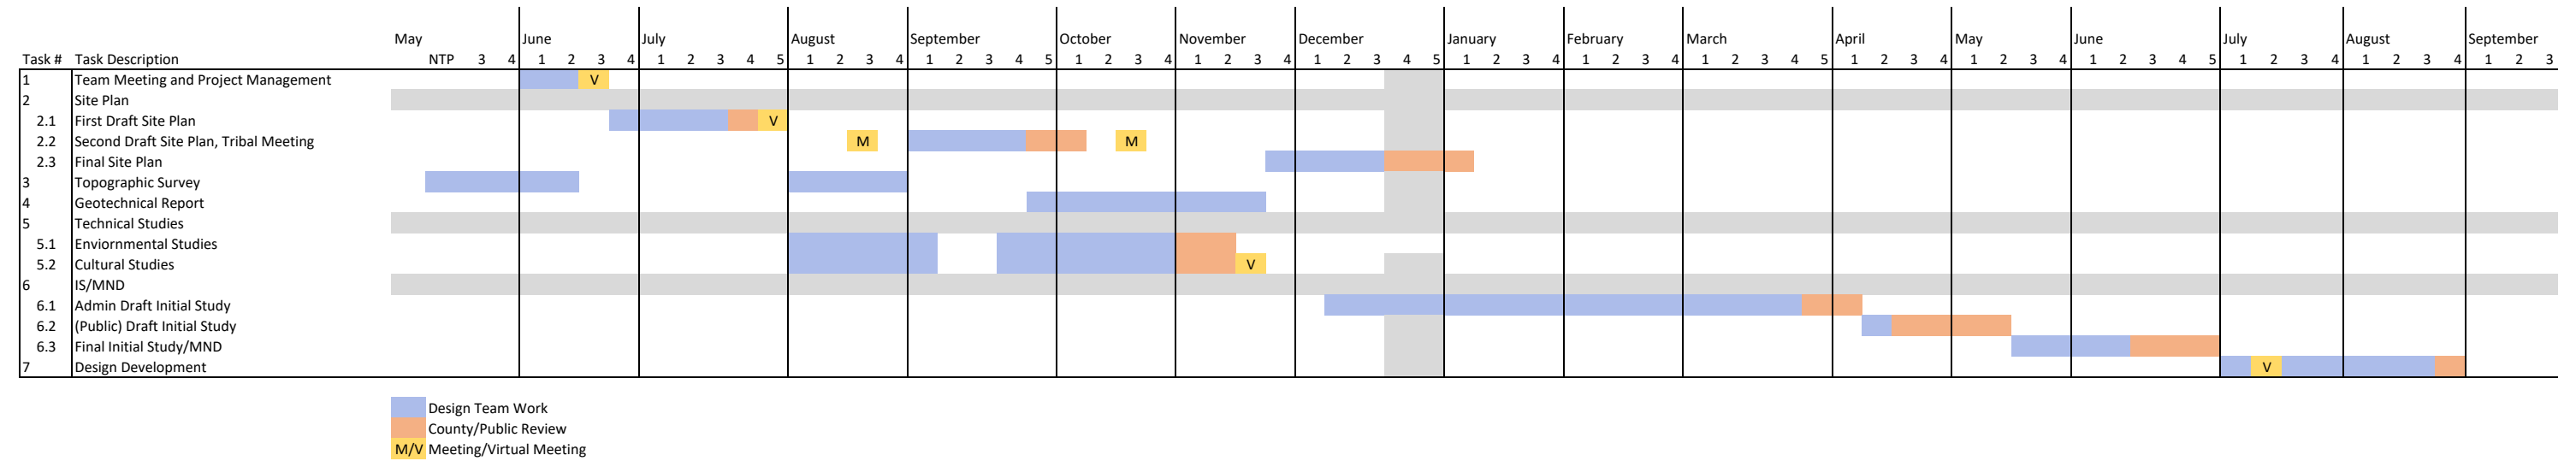 May June July August September October November December January February March April May June July August September
Task # Task Description NTP 3 4 1 2 3 4 1 2 3 4 5 1 2 3 4 1 2 3 4 5 1 2 3 4 1 2 3 4 1 2 3 4 5 1 2 3 4 1 2 3 4 1 2 3 4 5 1 2 3 4 1 2 3 4 1 2 3 4 5 1 2 3 4 1 2 3 4 1 2 3
1 Team Meeting and Project Management V
2 Site Plan
2.1 First Draft Site Plan V
2.2 Second Draft Site Plan, Tribal Meeting M M
2.3 Final Site Plan
3 Topographic Survey
4 Geotechnical Report
5 Technical Studies
5.1 Enviornmental Studies
5.2 Cultural Studies V
6 IS/MND
6.1 Admin Draft Initial Study
6.2 (Public) Draft Initial Study
6.3 Final Initial Study/MND
7 Design Development V
Design Team Work
County/Public Review
M/V Meeting/Virtual Meeting